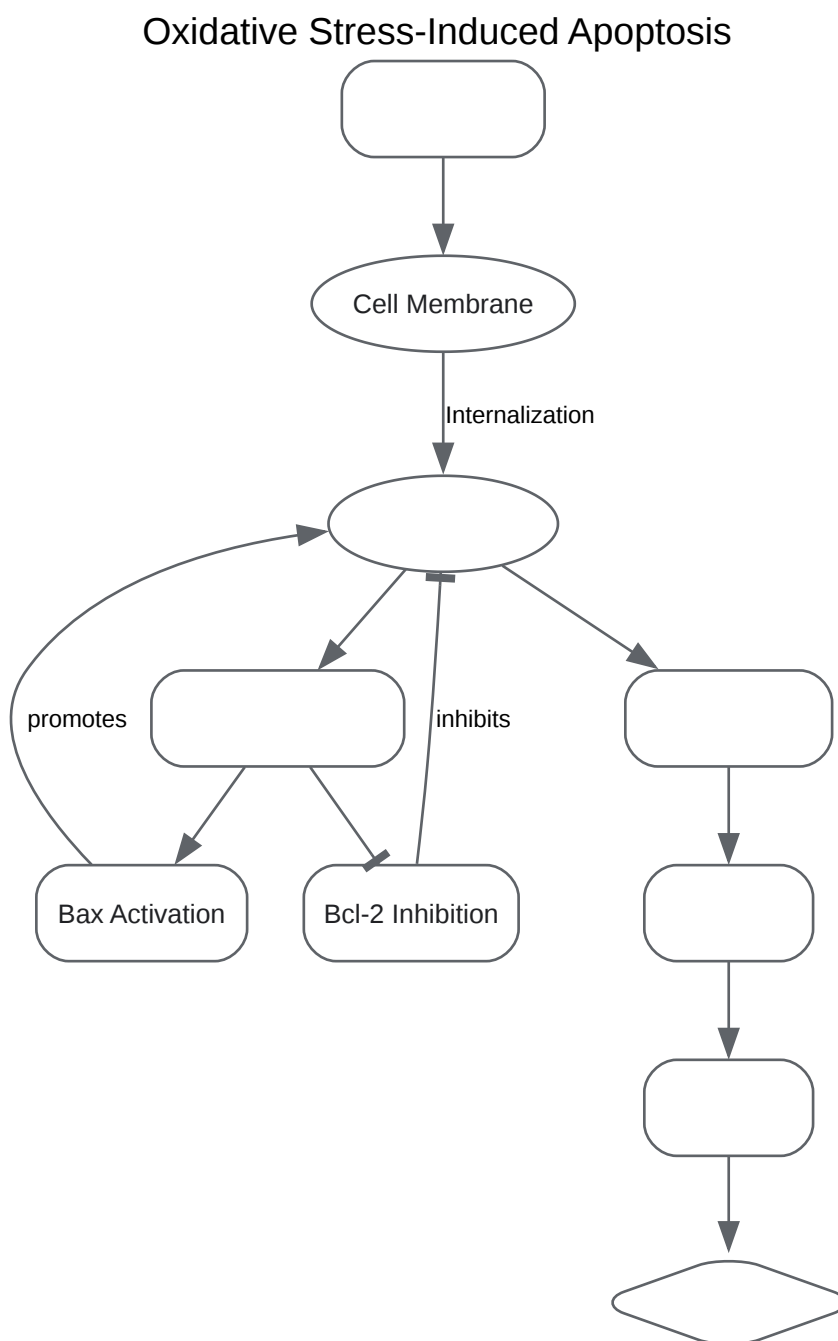 Oxidative Stress-Induced Apoptosis
Cell Membrane
Internalization
promotes
inhibits
Bax Activation
Bcl-2 Inhibition